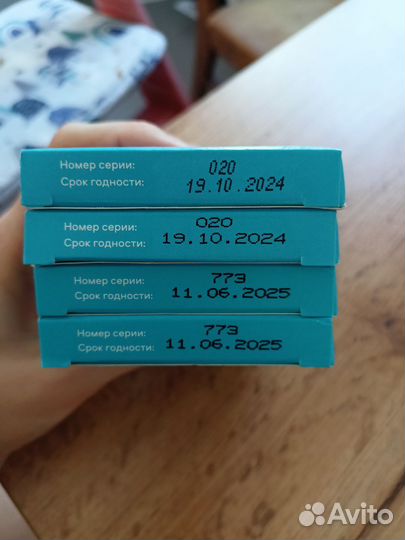 Номер серии: 020
Срок годности: 19.10.2024
Номер серии: 020
Срок годности: 19.10.2024
Номер серии: 773
Срок годности: 11.06.2025
Номер серии: 773
Срок годности: 11.06.2025
Avito